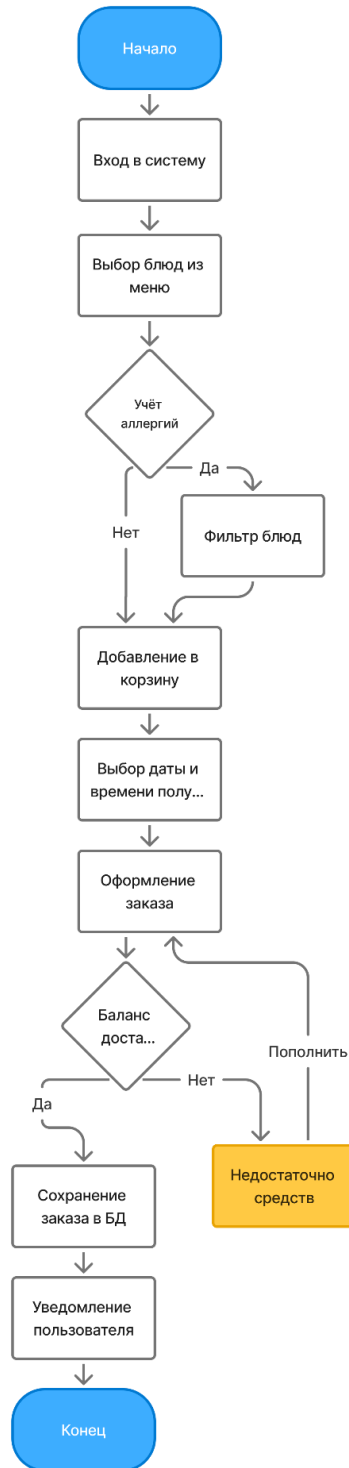 Начало
Вход в систему
Выбор блюд из
меню
Учёт
аллергий
Да
Нет
Фильтр блюд
Добавление в
корзину
Выбор даты и
времени полу...
Оформление
заказа
Баланс
доста...
Пополнить
Нет
Да
Недостаточно
средств
Сохранение
заказа в БД
Уведомление
пользователя
Конец